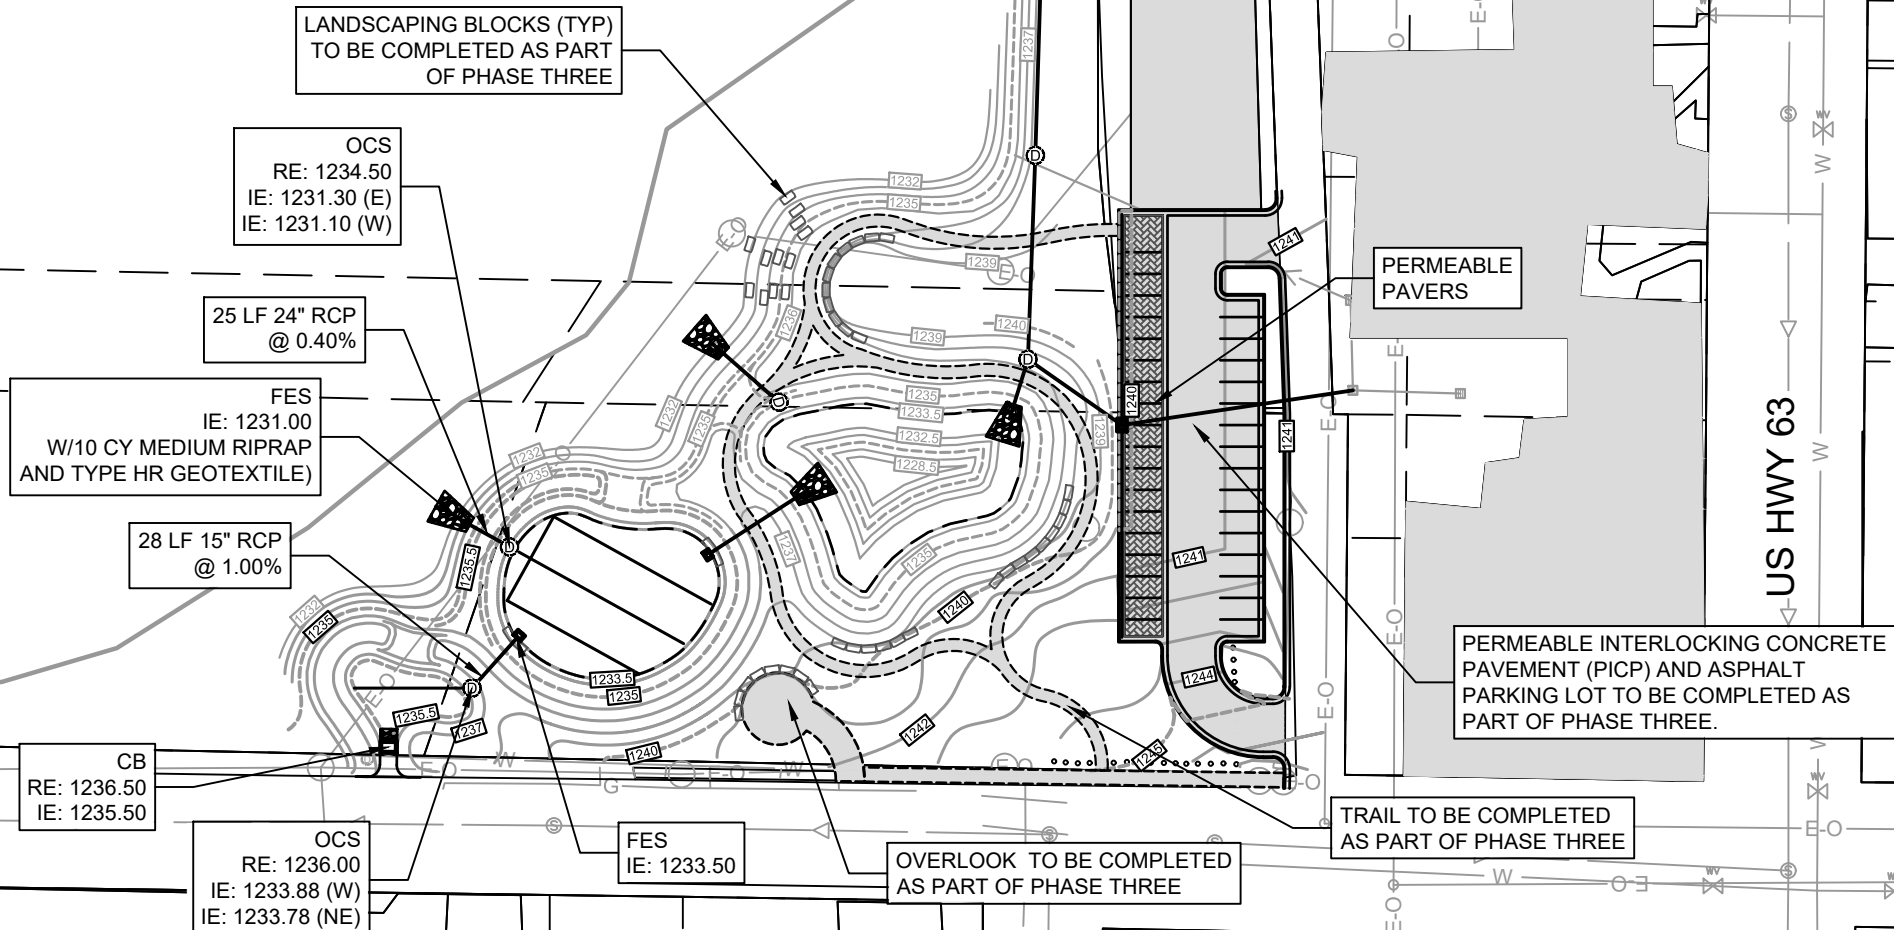 LANDSCAPING BLOCKS (TYP)
TO BE COMPLETED AS PART
OF PHASE THREE
OCS
RE: 1234.50
IE: 1231.30 (E)
IE: 1231.10 (W)
25 LF 24" RCP
@ 0.40%
FES
IE: 1231.00
W/10 CY MEDIUM RIPRAP
AND TYPE HR GEOTEXTILE)
28 LF 15" RCP
@ 1.00%
CB
RE: 1236.50
IE: 1235.50
OCS
RE: 1236.00
IE: 1233.88 (W)
IE: 1233.78 (NE)
FES
IE: 1233.50
OVERLOOK TO BE COMPLETED
AS PART OF PHASE THREE
TRAIL TO BE COMPLETED
AS PART OF PHASE THREE
PERMEABLE INTERLOCKING CONCRETE
PAVEMENT (PICP) AND ASPHALT
PARKING LOT TO BE COMPLETED AS
PART OF PHASE THREE.
PERMEABLE
PAVERS
US HWY 63
1237
1232
1235
1239
1236
1239
1240
1235
1233.5
1232.5
1228.5
1232
1235
1239
1240
1241
1241
1241
1244
1245
1242
1240
1237
1235
1232
1235
1235.5
1232
1235
1233.5
1235
1235.5
1237
1240
D
D
D
D
D
E-O
E-O
E-O
E-O
E-O
E-O
E-O
E-O
E-O
E-O
E-O
E-O
W
W
W
W
W
G
S
S
S
WV
WV
WV